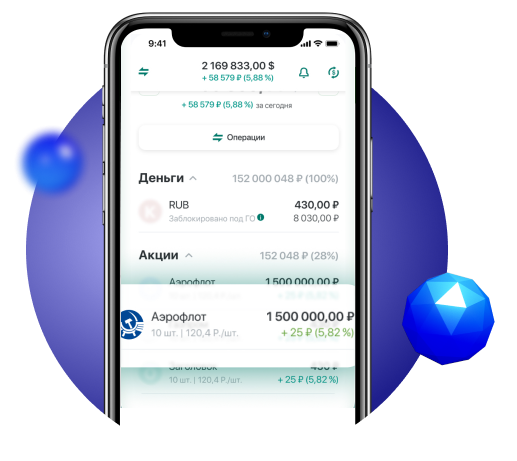 9:41
2 169 833,00 $
+ 58 579 ₽ (5,88 %)
+ 58 579 ₽ (5,88 %) за сегодня
Операции
Деньги 152 000 048 ₽ (100%)
RUB 430,00 ₽
Заблокировано под ГО 8 030,00 ₽
Акции 152 048 ₽ (28%)
Аэрофлот 1 500 000,00 ₽
Аэрофлот 1 500 000,00 ₽
10 шт. | 120,4 Р./шт. + 25 ₽ (5,82 %)
Заголовок 430 ₽
10 шт. | 120,4 Р./шт. + 25 ₽ (5,82 %)